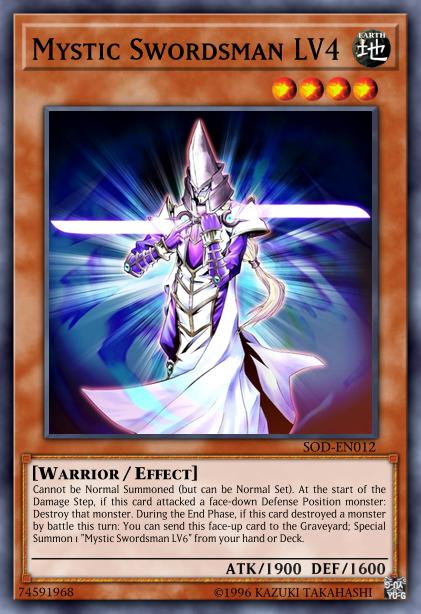 Mystic Swordsman LV4
EARTH
地
SOD-EN012
[Warrior / Effect]
Cannot be Normal Summoned (but can be Normal Set). At the start of the
Damage Step, if this card attacked a face-down Defense Position monster:
Destroy that monster. During the End Phase, if this card destroyed a monster
by battle this turn: You can send this face-up card to the Graveyard; Special
Summon 1 "Mystic Swordsman LV6" from your hand or Deck.
ATK/1900 DEF/1600
74591968
©1996 KAZUKI TAKAHASHI